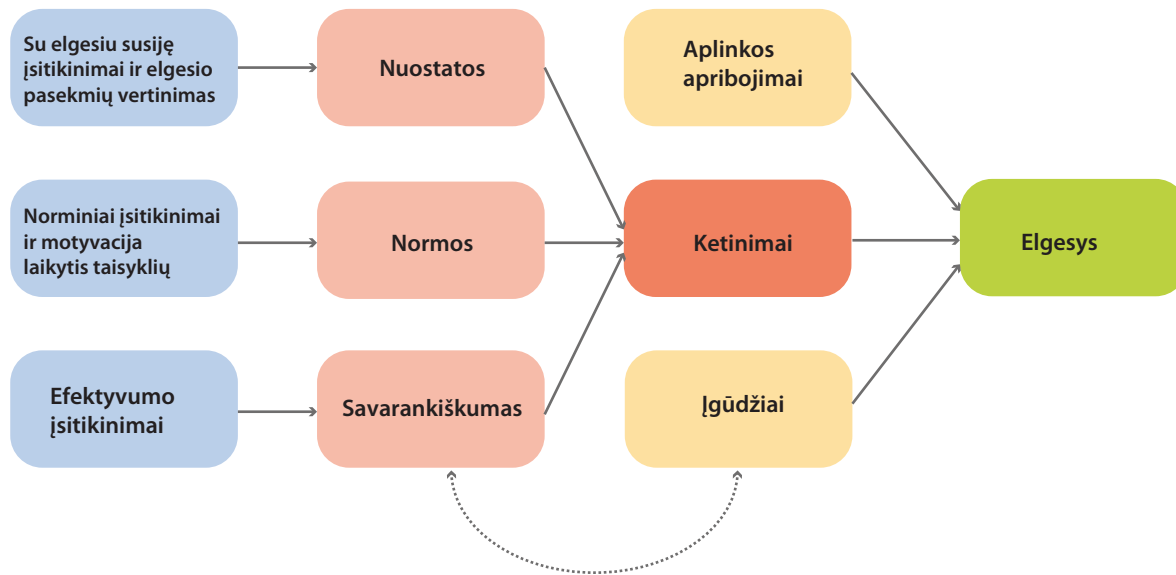 Su elgesiu susiję
įsitikinimai ir elgesio
pasekmių vertinimas
Nuostatos
Aplinkos
apribojimai
Norminiai įsitikinimai
ir motyvacija
laikytis taisyklių
Normos
Ketinimai
Elgesys
Efektyvumo
įsitikinimai
Savarankiškumas
Įgūdžiai